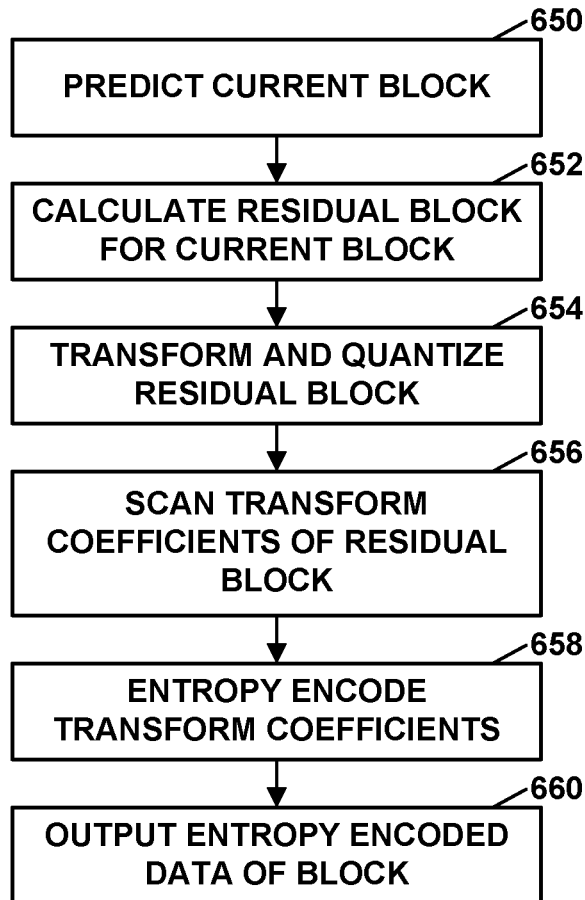 650
PREDICT CURRENT BLOCK
652
CALCULATE RESIDUAL BLOCK
FOR CURRENT BLOCK
654
TRANSFORM AND QUANTIZE
RESIDUAL BLOCK
656
SCAN TRANSFORM
COEFFICIENTS OF RESIDUAL
BLOCK
658
ENTROPY ENCODE
TRANSFORM COEFFICIENTS
660
OUTPUT ENTROPY ENCODED
DATA OF BLOCK